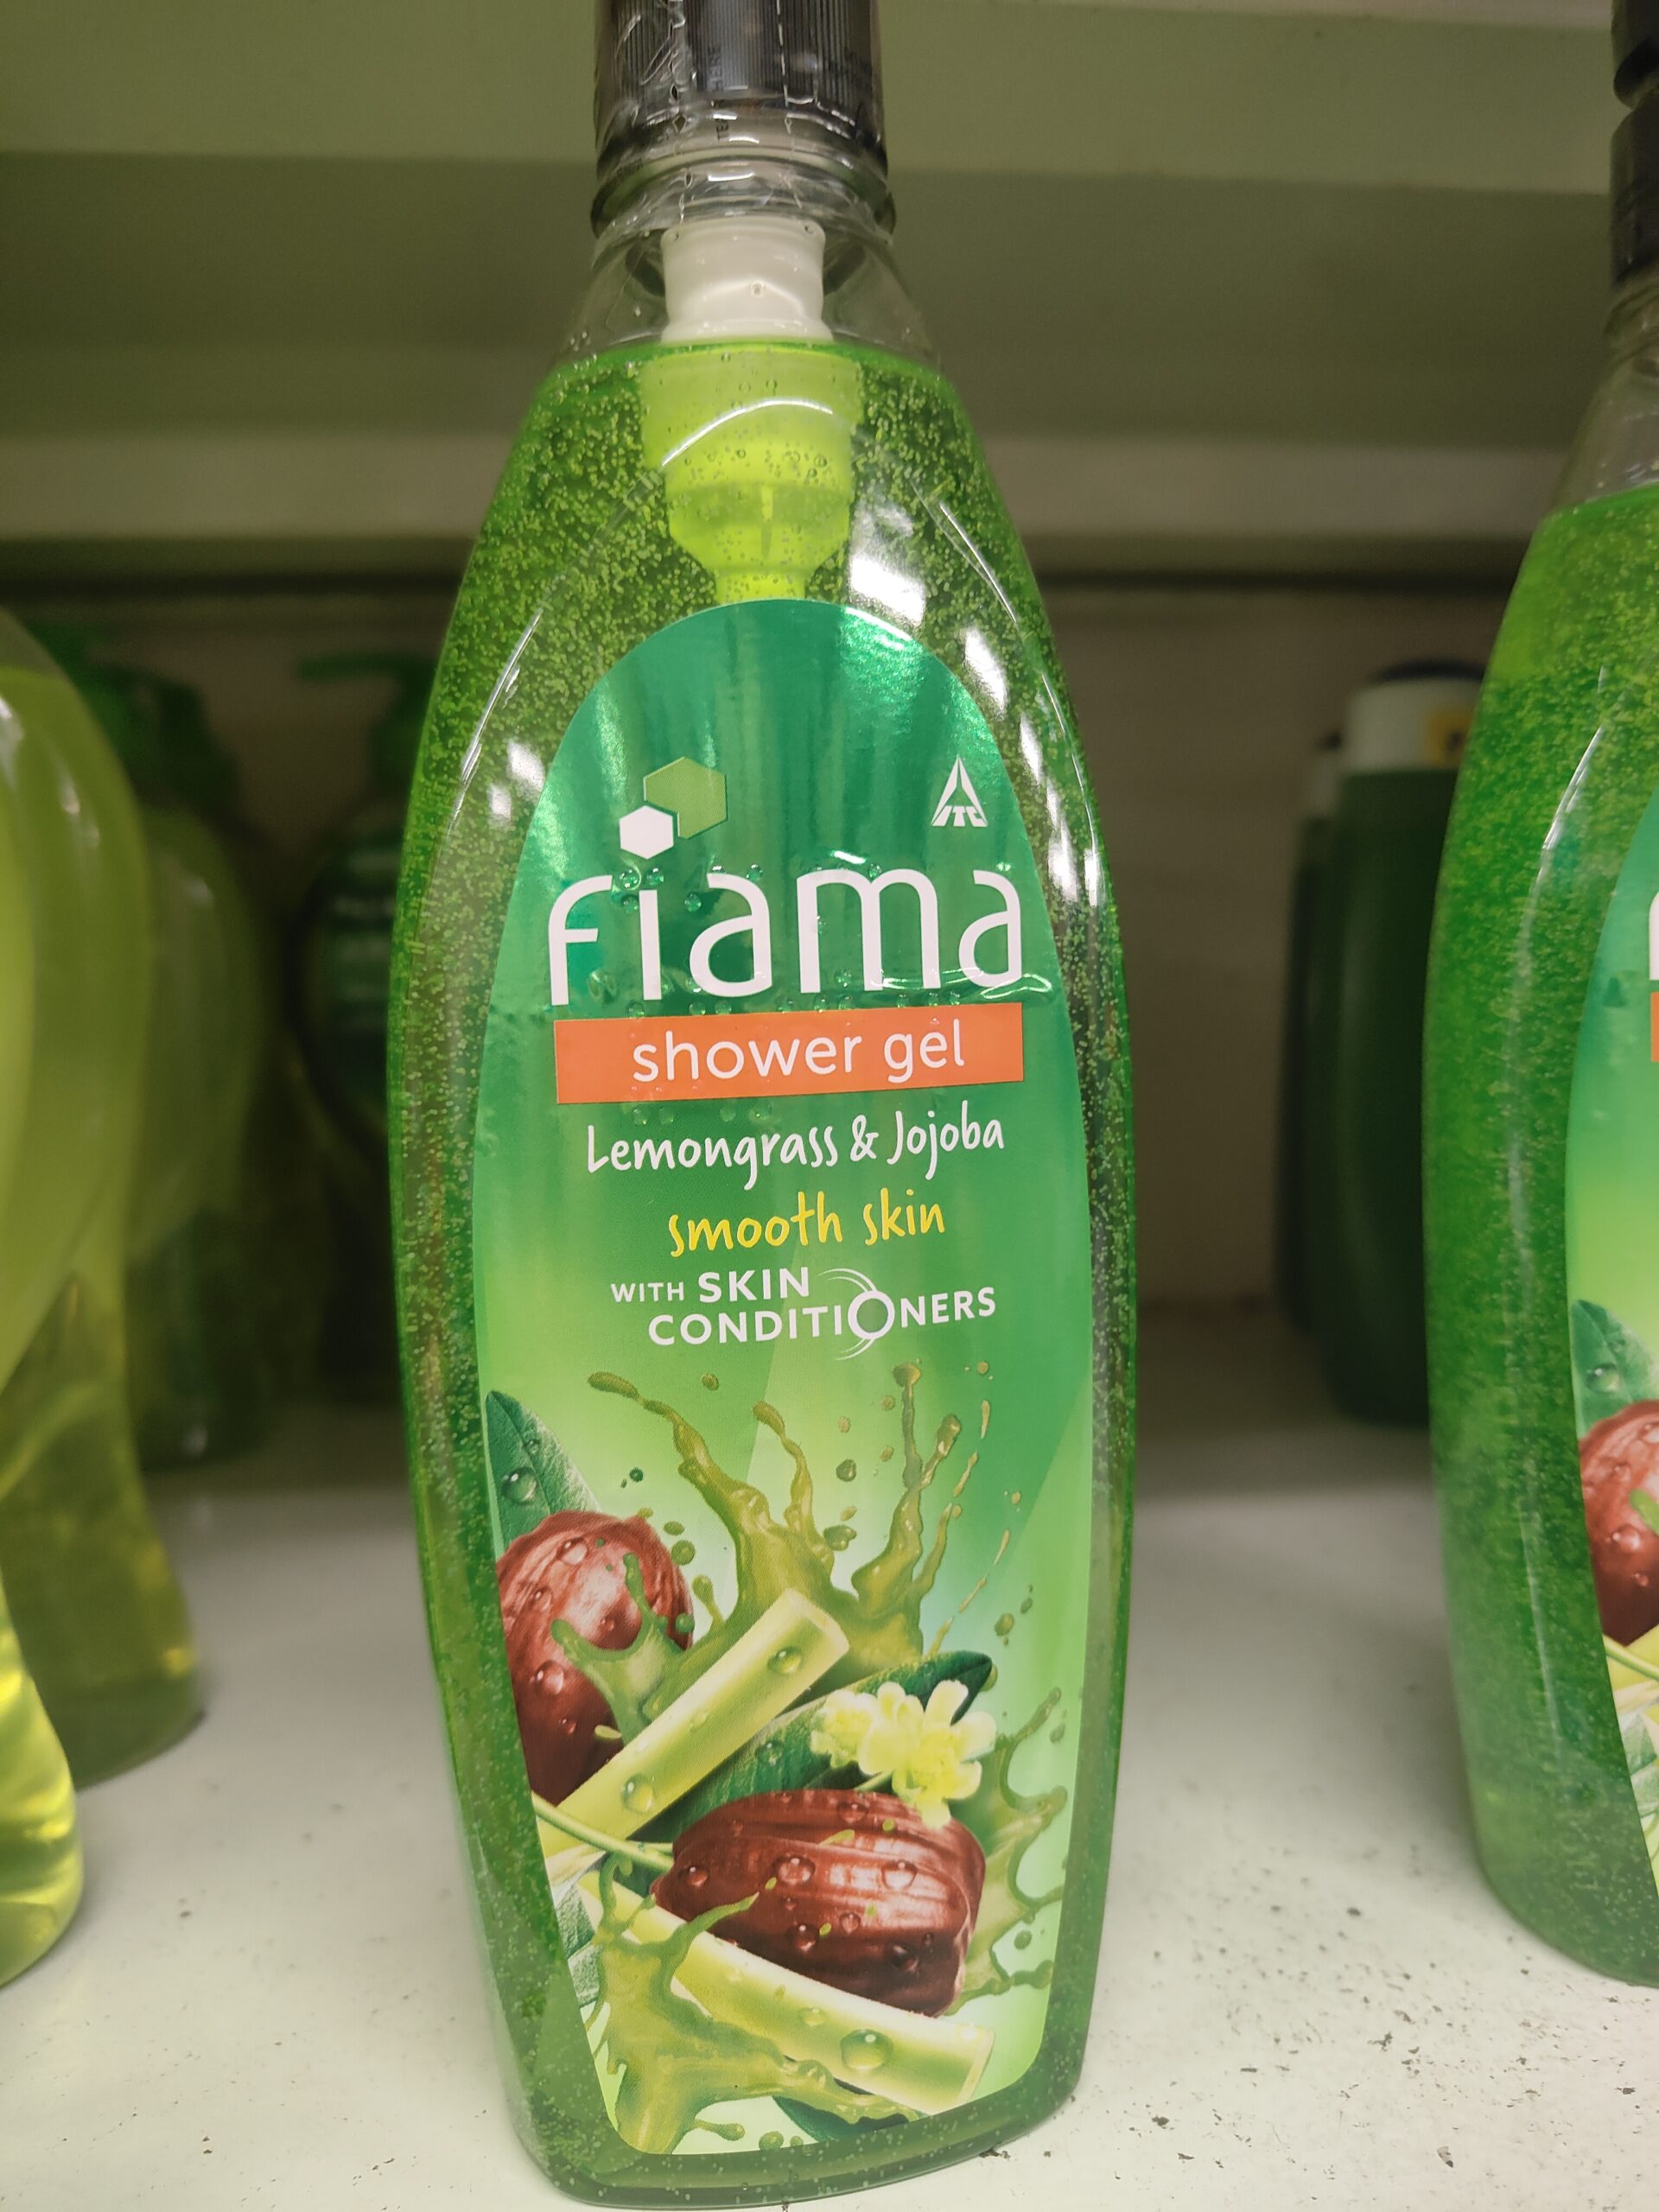 ITC
fiama
shower gel
Lemongrass & Jojoba
smooth skin
WITH SKIN
CONDITIONERS